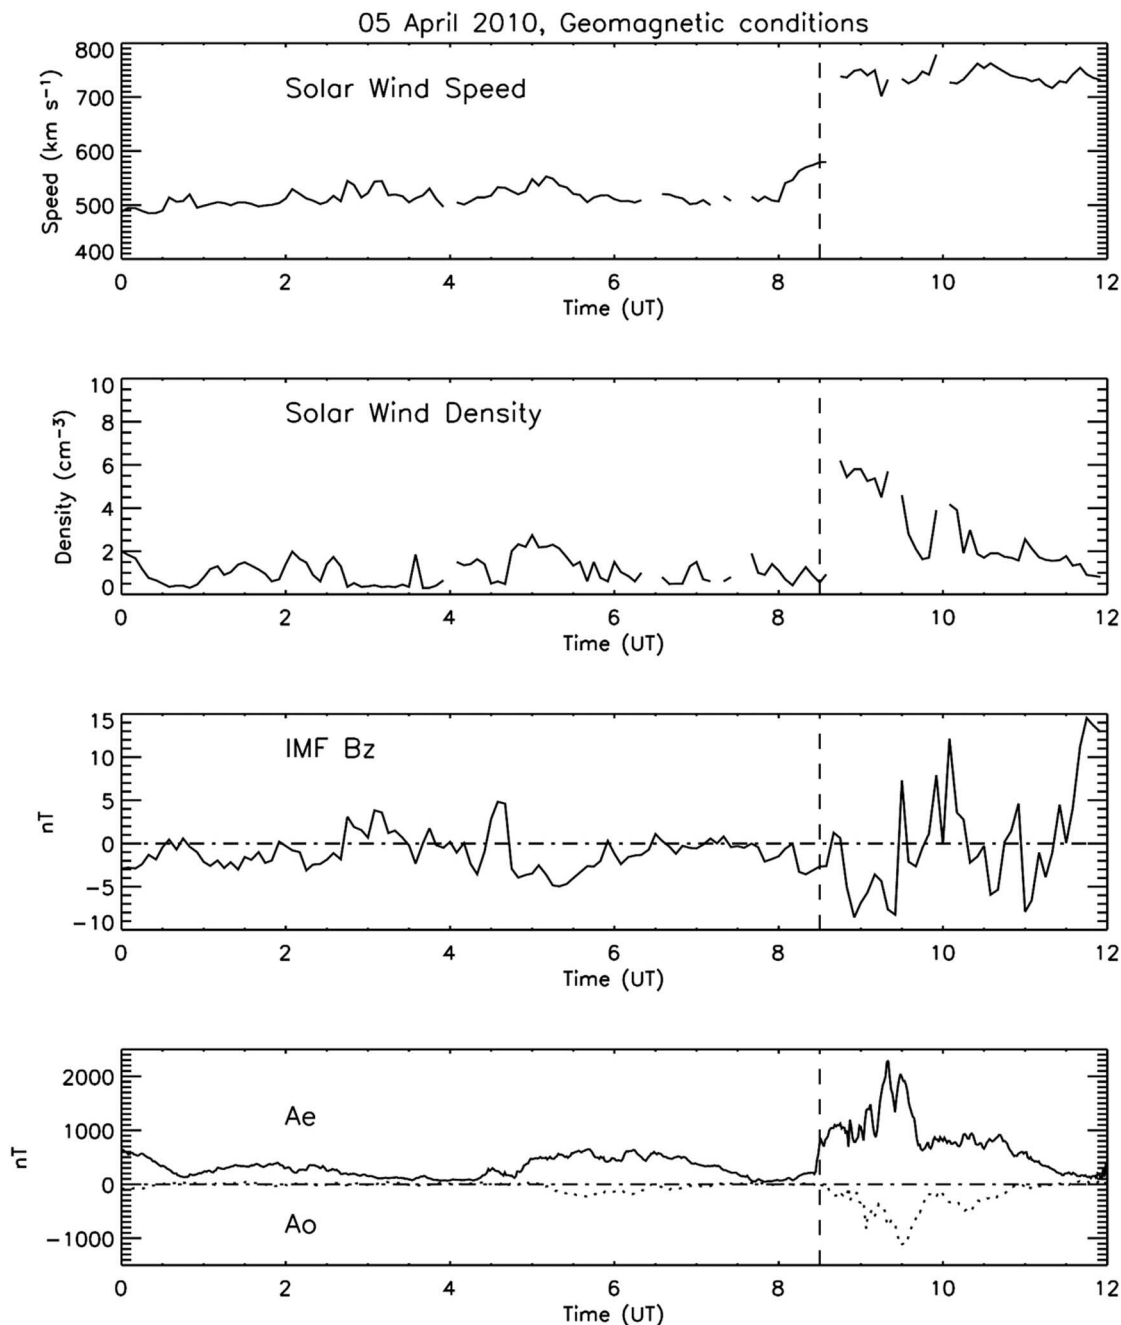 05 April 2010, Geomagnetic conditions
800
700
600
500
400
Speed (km s⁻¹)
Solar Wind Speed
0 2 4 6 8 10 12
Time (UT)
10
8
6
4
2
0
Density (cm⁻³)
Solar Wind Density
0 2 4 6 8 10 12
Time (UT)
15
10
5
0
−5
−10
nT
IMF Bz
0 2 4 6 8 10 12
Time (UT)
2000
1000
0
−1000
nT
Ae
Ao
0 2 4 6 8 10 12
Time (UT)